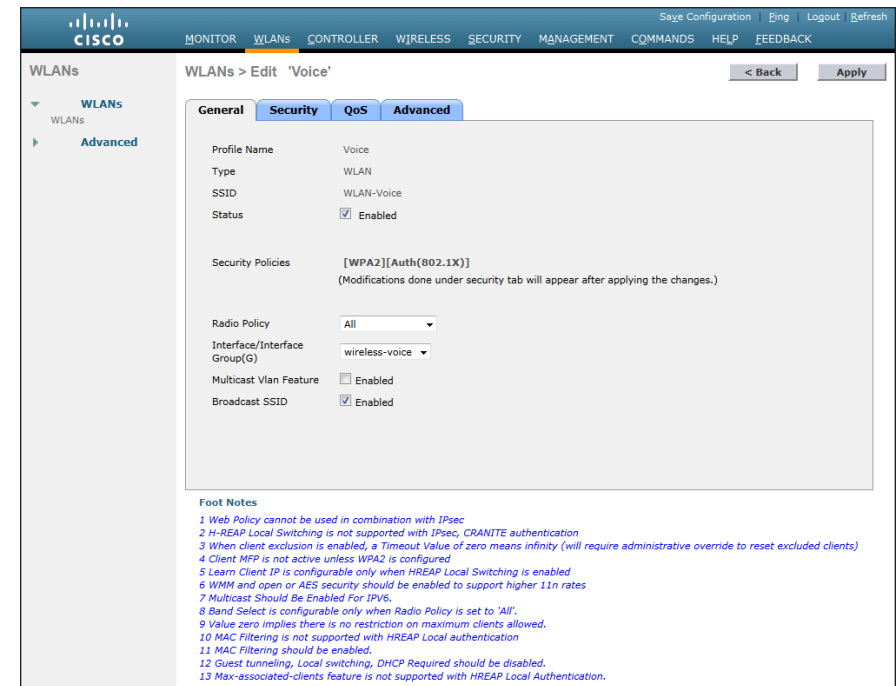 Save Configuration | Ping | Logout | Refresh
CISCO
MONITOR WLANs CONTROLLER WIRELESS SECURITY MANAGEMENT COMMANDS HELP FEEDBACK
WLANs
WLANs > Edit 'Voice'
< Back
Apply
WLANs
WLANs
Advanced
General Security QoS Advanced
Profile Name Voice
Type WLAN
SSID WLAN-Voice
Status Enabled
Security Policies [WPA2][Auth(802.1X)]
(Modifications done under security tab will appear after applying the changes.)
Radio Policy All
Interface/Interface
Group(G) wireless-voice
Multicast Vlan Feature Enabled
Broadcast SSID Enabled
Foot Notes
1 Web Policy cannot be used in combination with IPsec
2 H-REAP Local Switching is not supported with IPsec, CRANITE authentication
3 When client exclusion is enabled, a Timeout Value of zero means infinity (will require administrative override to reset excluded clients)
4 Client MFP is not active unless WPA2 is configured
5 Learn Client IP is configurable only when HREAP Local Switching is enabled
6 WMM and open or AES security should be enabled to support higher 11n rates
7 Multicast Should Be Enabled For IPV6.
8 Band Select is configurable only when Radio Policy is set to 'All'.
9 Value zero implies there is no restriction on maximum clients allowed.
10 MAC Filtering is not supported with HREAP Local authentication
11 MAC Filtering should be enabled.
12 Guest tunneling, Local switching, DHCP Required should be disabled.
13 Max-associated-clients feature is not supported with HREAP Local Authentication.